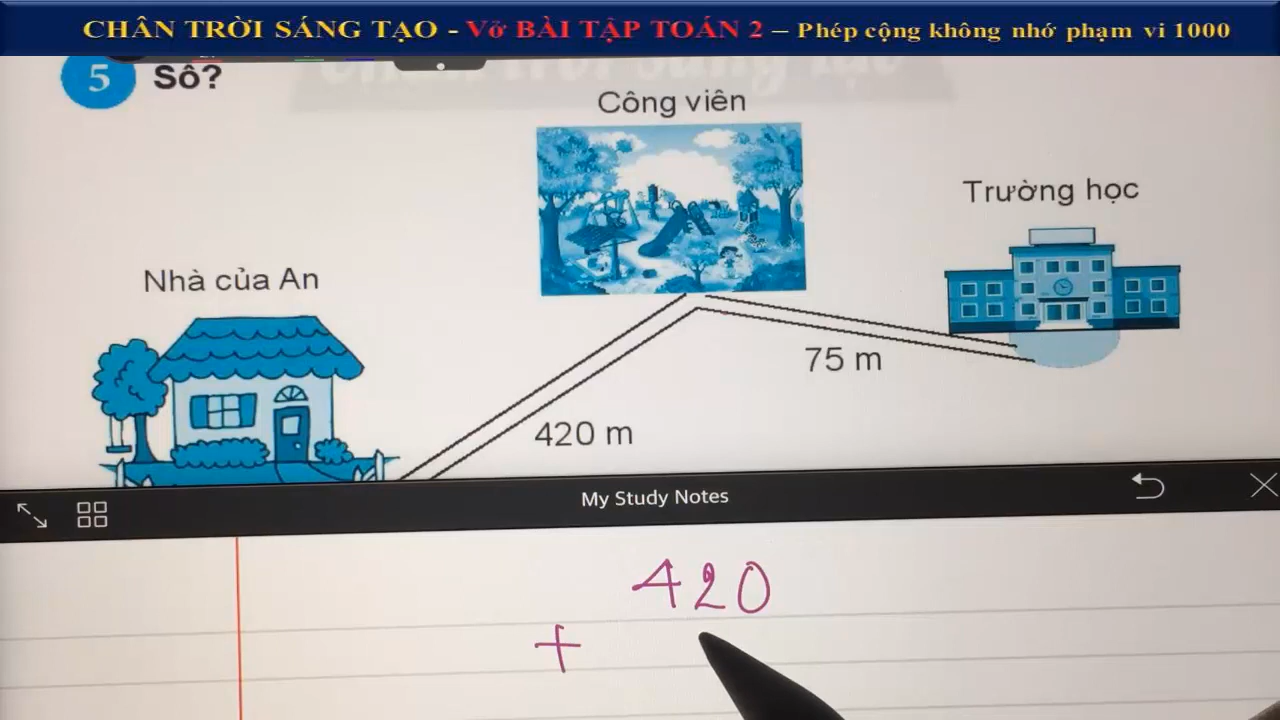 CHÂN TRỜI SÁNG TẠO - Vở BÀI TẬP TOÁN 2 – Phép cộng không nhớ phạm vi 1000
5 Số?
Công viên
Trường học
Nhà của An
75 m
420 m
My Study Notes
420
+